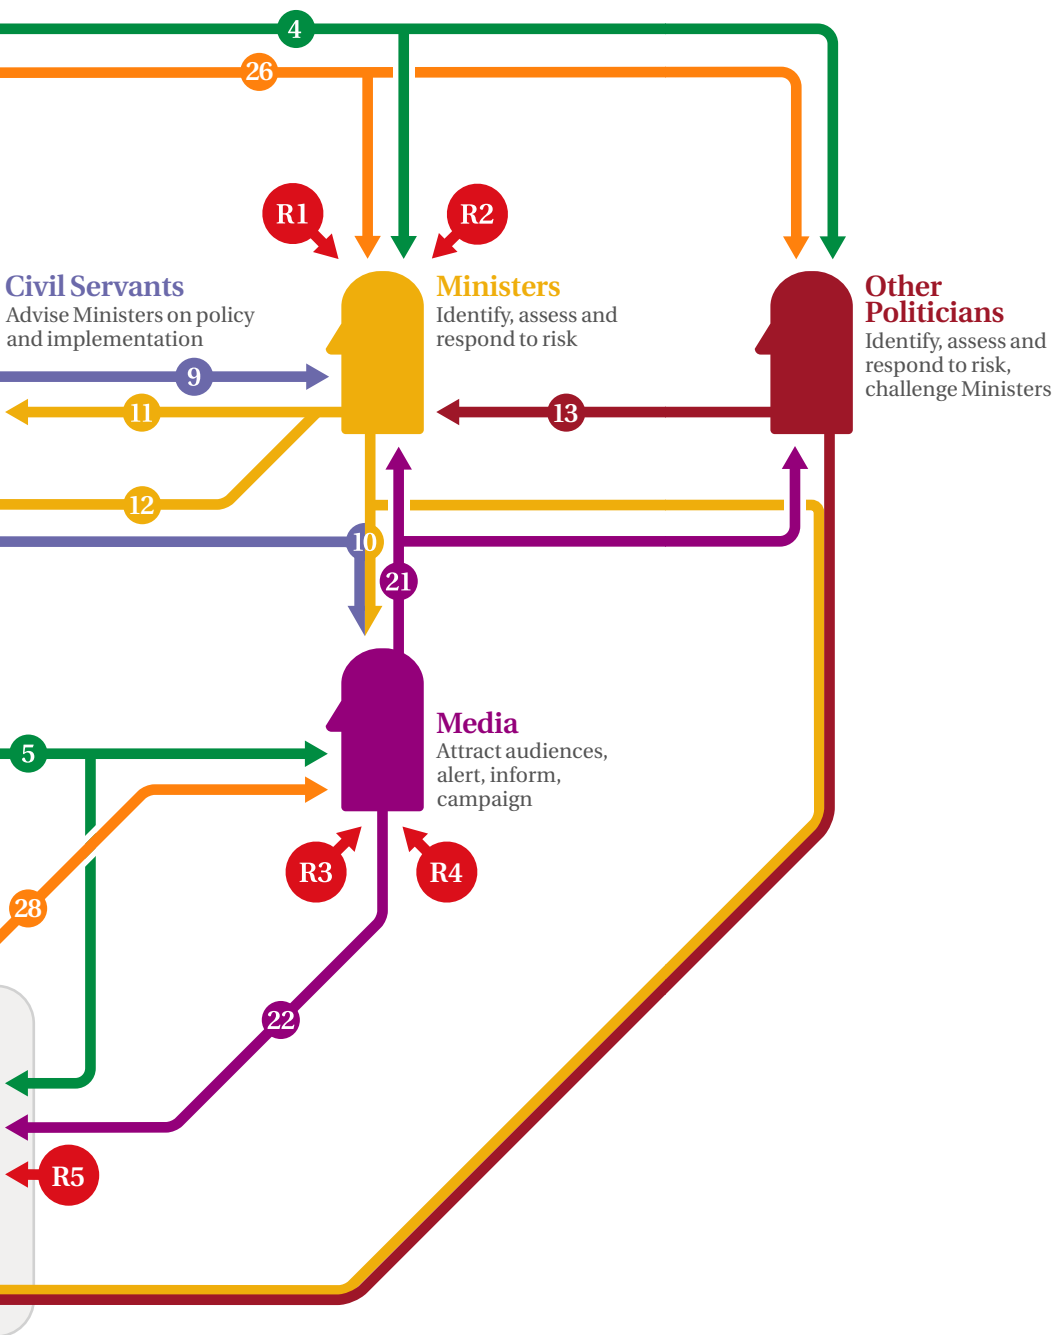 4
26
R1
R2
Civil Servants
Advise Ministers on policy
and implementation
Ministers
Identify, assess and
respond to risk
Other
Politicians
Identify, assess and
respond to risk,
challenge Ministers
9
11
13
12
10
21
Media
Attract audiences,
alert, inform,
campaign
5
R3
R4
28
22
R5